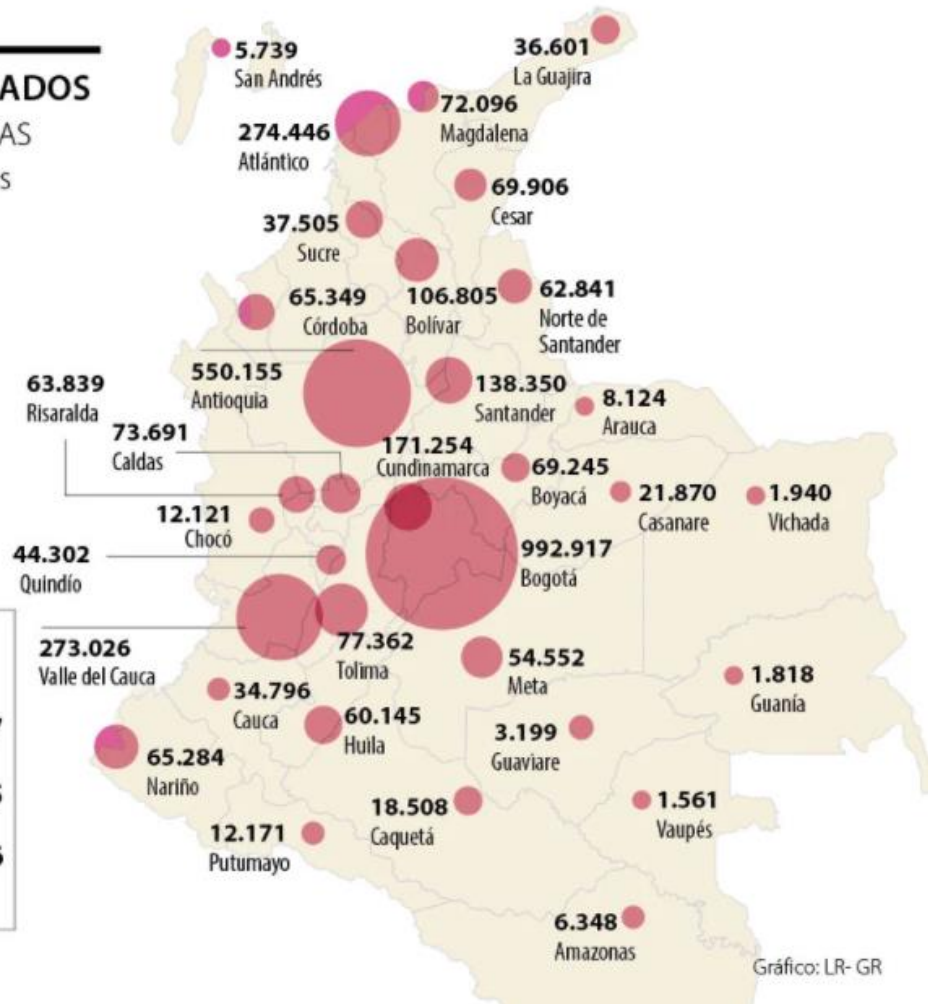 ADOS
AS
s
5.739
San Andrés
36.601
La Guajira
72.096
Magdalena
274.446
Atlántico
69.906
Cesar
37.505
Sucre
65.349
Córdoba
106.805
Bolívar
62.841
Norte de
Santander
550.155
Antioquia
138.350
Santander
8.124
Arauca
63.839
Risaralda
73.691
Caldas
171.254
Cundinamarca
69.245
Boyacá
21.870
Casanare
1.940
Vichada
12.121
Chocó
992.917
Bogotá
44.302
Quindío
273.026
Valle del Cauca
77.362
Tolima
54.552
Meta
1.818
Guanía
34.796
Cauca
60.145
Huila
3.199
Guaviare
65.284
Nariño
18.508
Caquetá
1.561
Vaupés
12.171
Putumayo
6.348
Amazonas
Gráfico: LR- GR